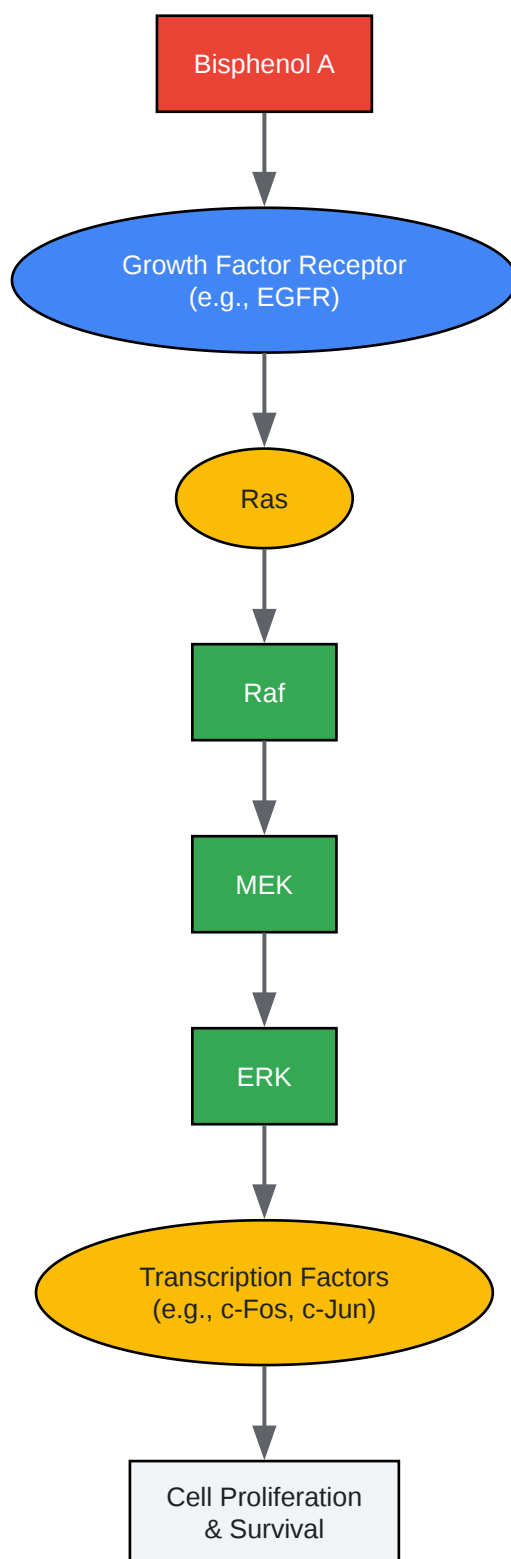 Bisphenol A
Growth Factor Receptor
(e.g., EGFR)
Ras
Raf
MEK
ERK
Transcription Factors
(e.g., c-Fos, c-Jun)
Cell Proliferation
& Survival